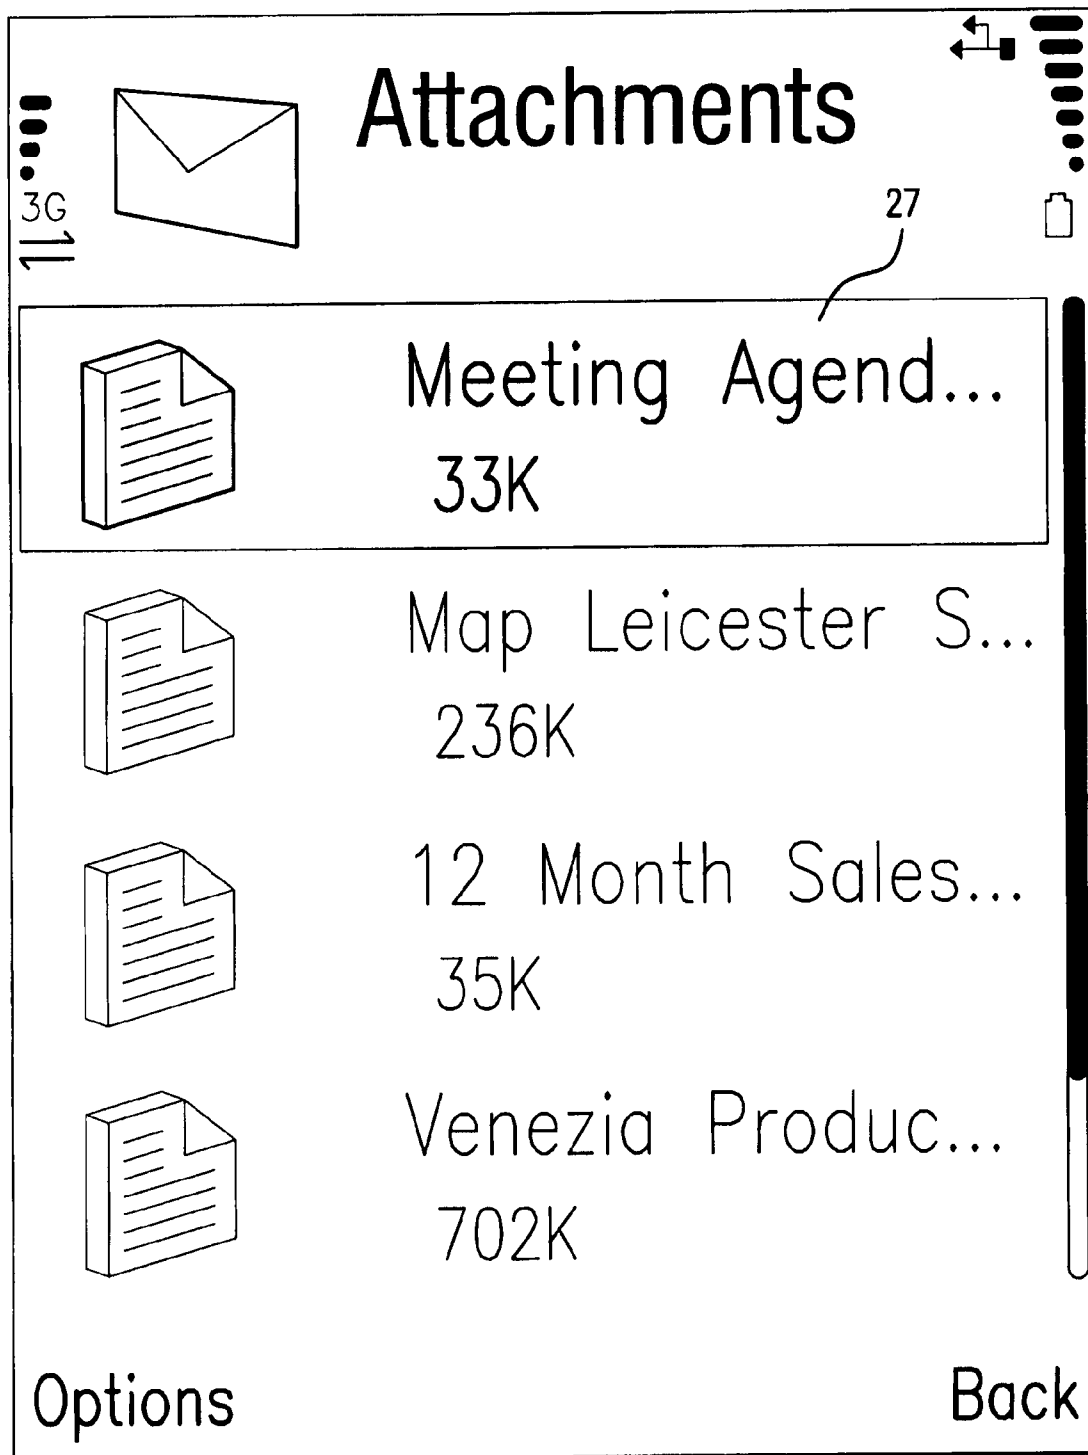 Attachments
3G
27
Meeting Agend...
33K
Map Leicester S...
236K
12 Month Sales...
35K
Venezia Produc...
702K
Options
Back